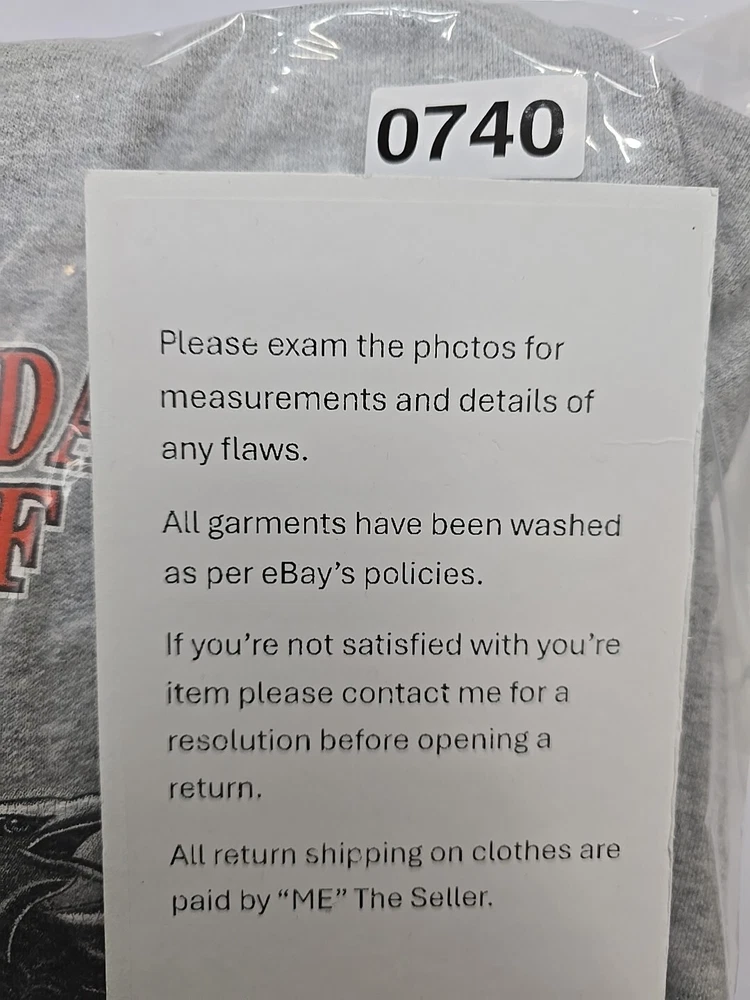 0740
Please exam the photos for
measurements and details of
any flaws.
All garments have been washed
as per eBay's policies.
If you're not satisfied with you're
item please contact me for a
resolution before opening a
return.
All return shipping on clothes are
paid by “ME” The Seller.
DA
F